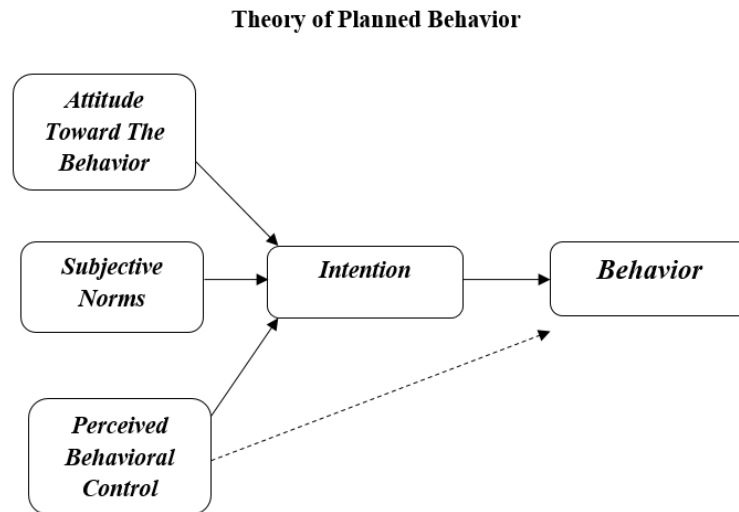 Theory of Planned Behavior
Attitude
Toward The
Behavior
Subjective
Norms
Intention
Behavior
Perceived
Behavioral
Control